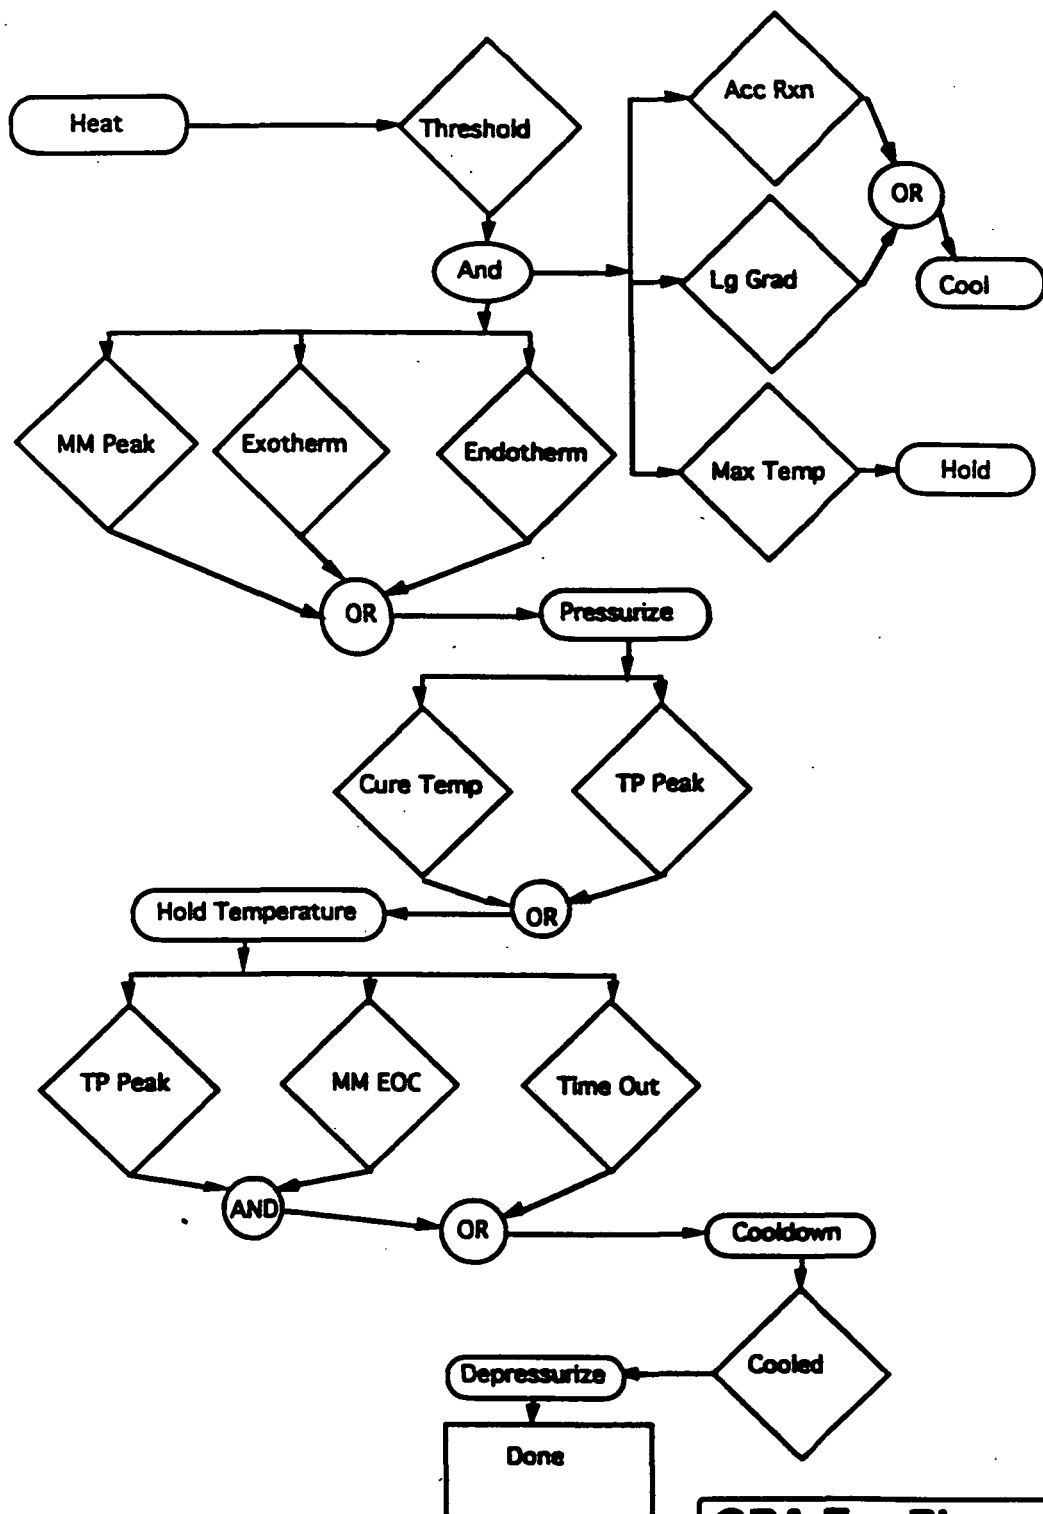 Heat
Threshold
Acc Rxn
OR
And
Lg Grad
Cool
MM Peak
Exotherm
Endotherm
Max Temp
Hold
OR
Pressurize
Cure Temp
TP Peak
Hold Temperature
OR
TP Peak
MM EOC
Time Out
AND
OR
Cooldown
Depressurize
Cooled
Done